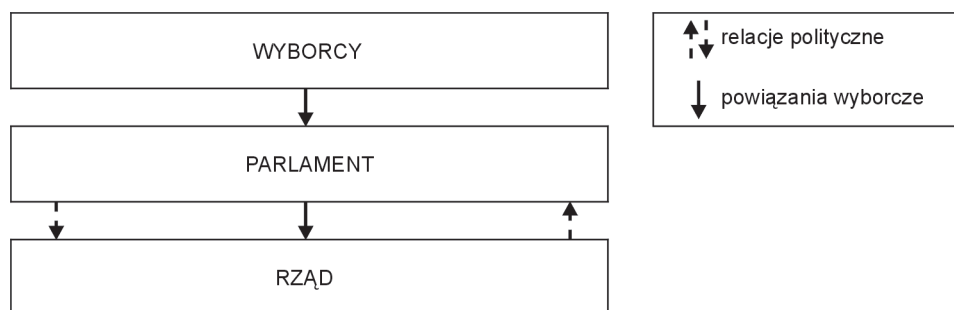 WYBORCY
PARLAMENT
RZĄD
relacje polityczne
powiązania wyborcze